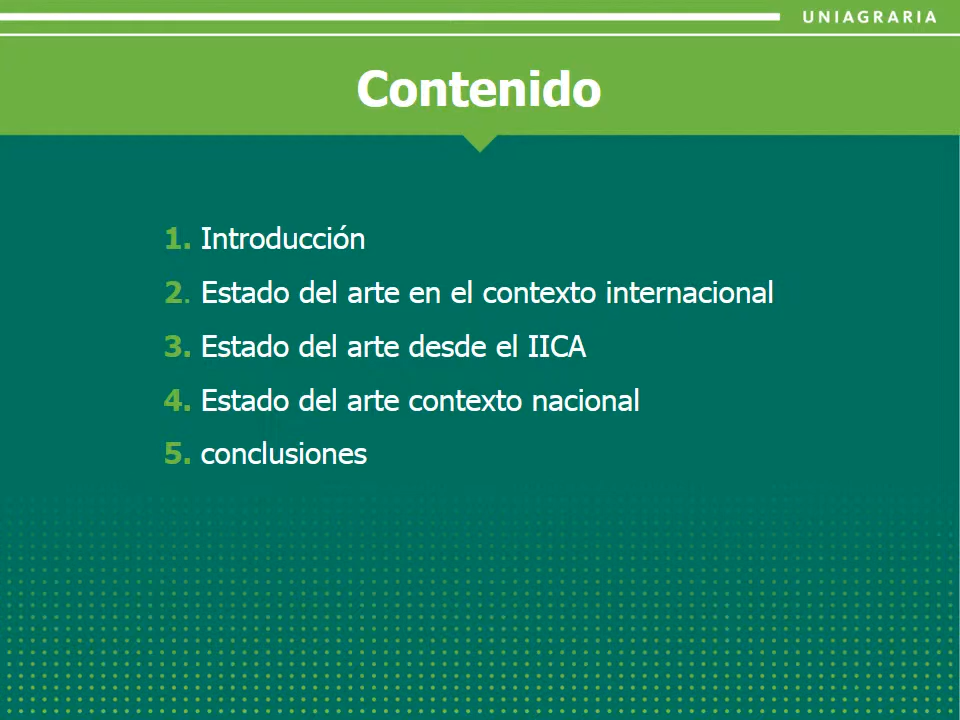 UNIAGRARIA
Contenido
1. Introducción
2. Estado del arte en el contexto internacional
3. Estado del arte desde el IICA
4. Estado del arte contexto nacional
5. conclusiones